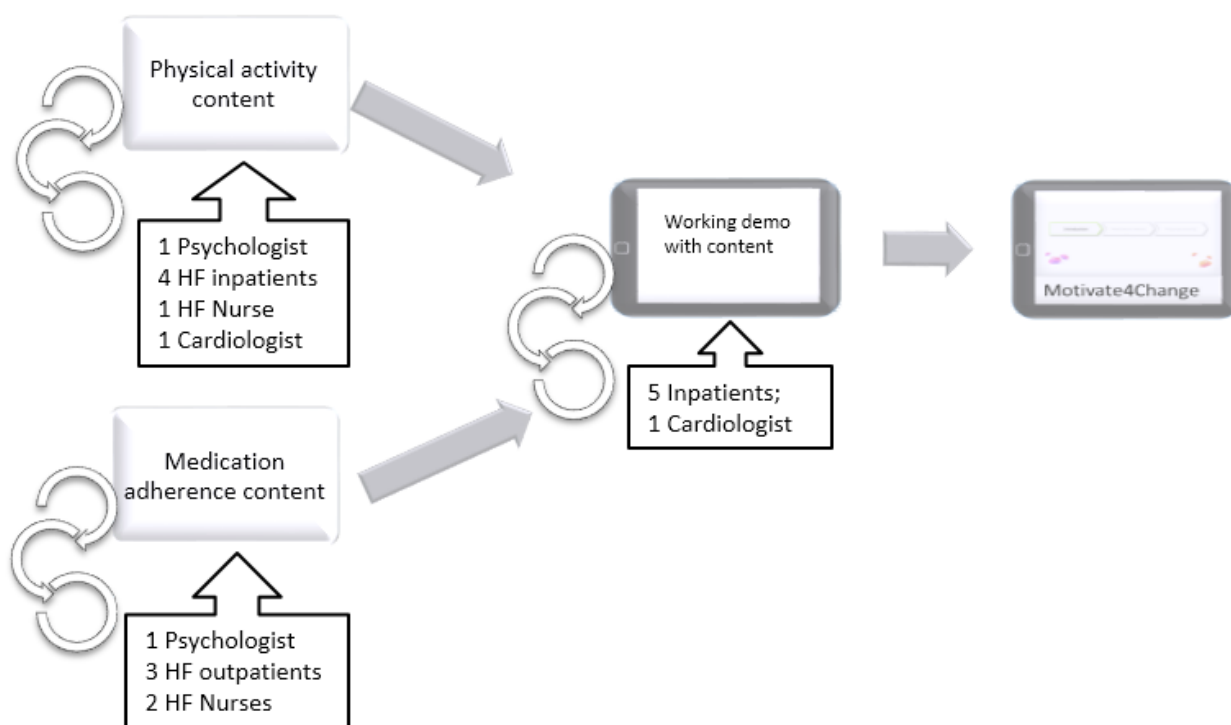 Physical activity
content
1 Psychologist
4 HF inpatients
1 HF Nurse
1 Cardiologist
Medication
adherence content
1 Psychologist
3 HF outpatients
2 HF Nurses
Working demo
with content
5 Inpatients;
1 Cardiologist
Motivate4Change